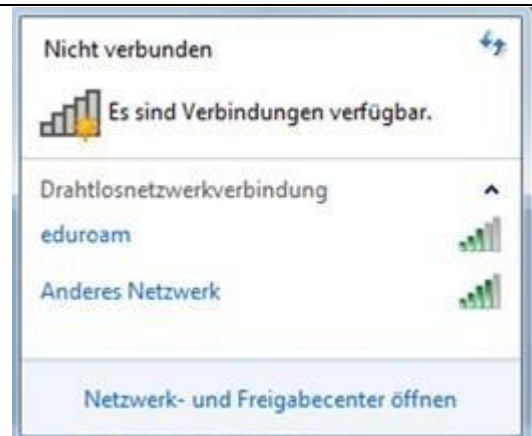 Nicht verbunden
Es sind Verbindungen verfügbar.
Drahtlosnetzwerkverbindung
eduroam
Anderes Netzwerk
Netzwerk- und Freigabecenter öffnen